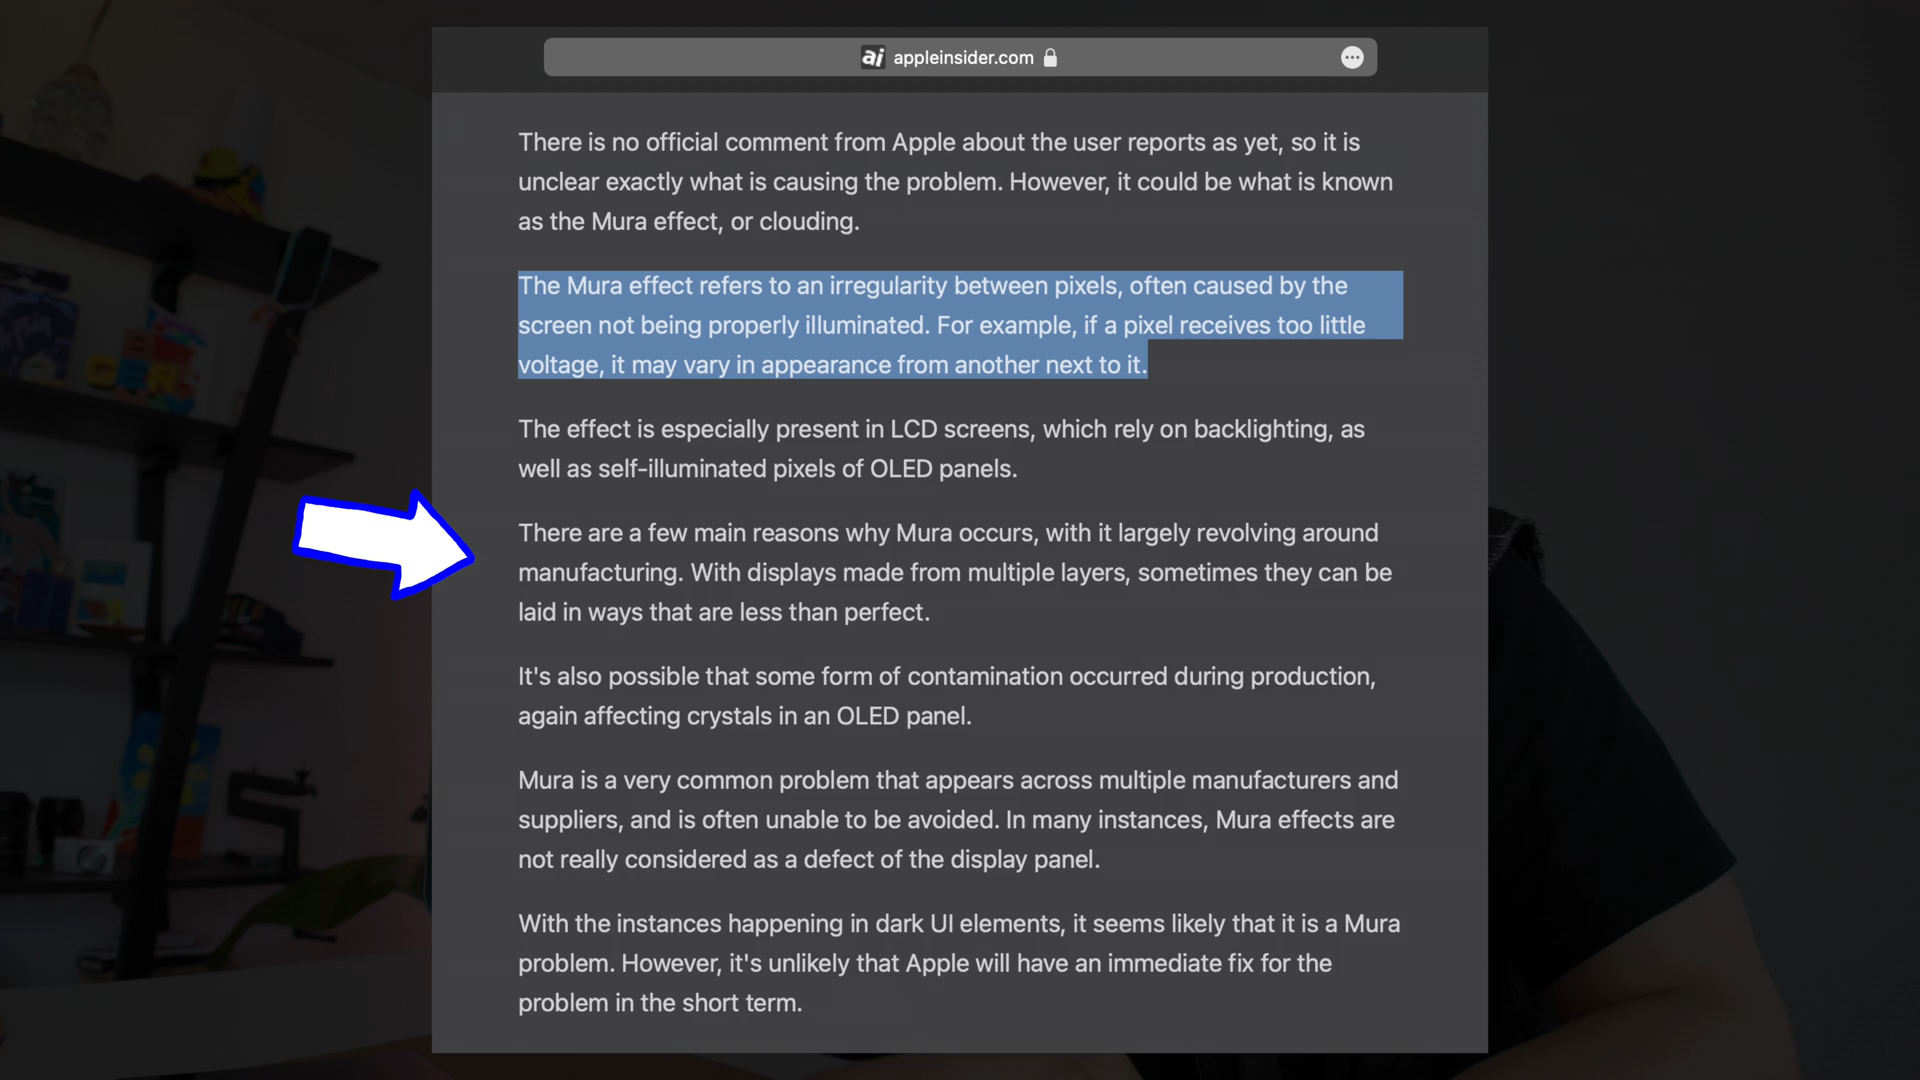 ai appleinsider.com
There is no official comment from Apple about the user reports as yet, so it is
unclear exactly what is causing the problem. However, it could be what is known
as the Mura effect, or clouding.
The Mura effect refers to an irregularity between pixels, often caused by the
screen not being properly illuminated. For example, if a pixel receives too little
voltage, it may vary in appearance from another next to it.
The effect is especially present in LCD screens, which rely on backlighting, as
well as self-illuminated pixels of OLED panels.
There are a few main reasons why Mura occurs, with it largely revolving around
manufacturing. With displays made from multiple layers, sometimes they can be
laid in ways that are less than perfect.
It's also possible that some form of contamination occurred during production,
again affecting crystals in an OLED panel.
Mura is a very common problem that appears across multiple manufacturers and
suppliers, and is often unable to be avoided. In many instances, Mura effects are
not really considered as a defect of the display panel.
With the instances happening in dark UI elements, it seems likely that it is a Mura
problem. However, it's unlikely that Apple will have an immediate fix for the
problem in the short term.